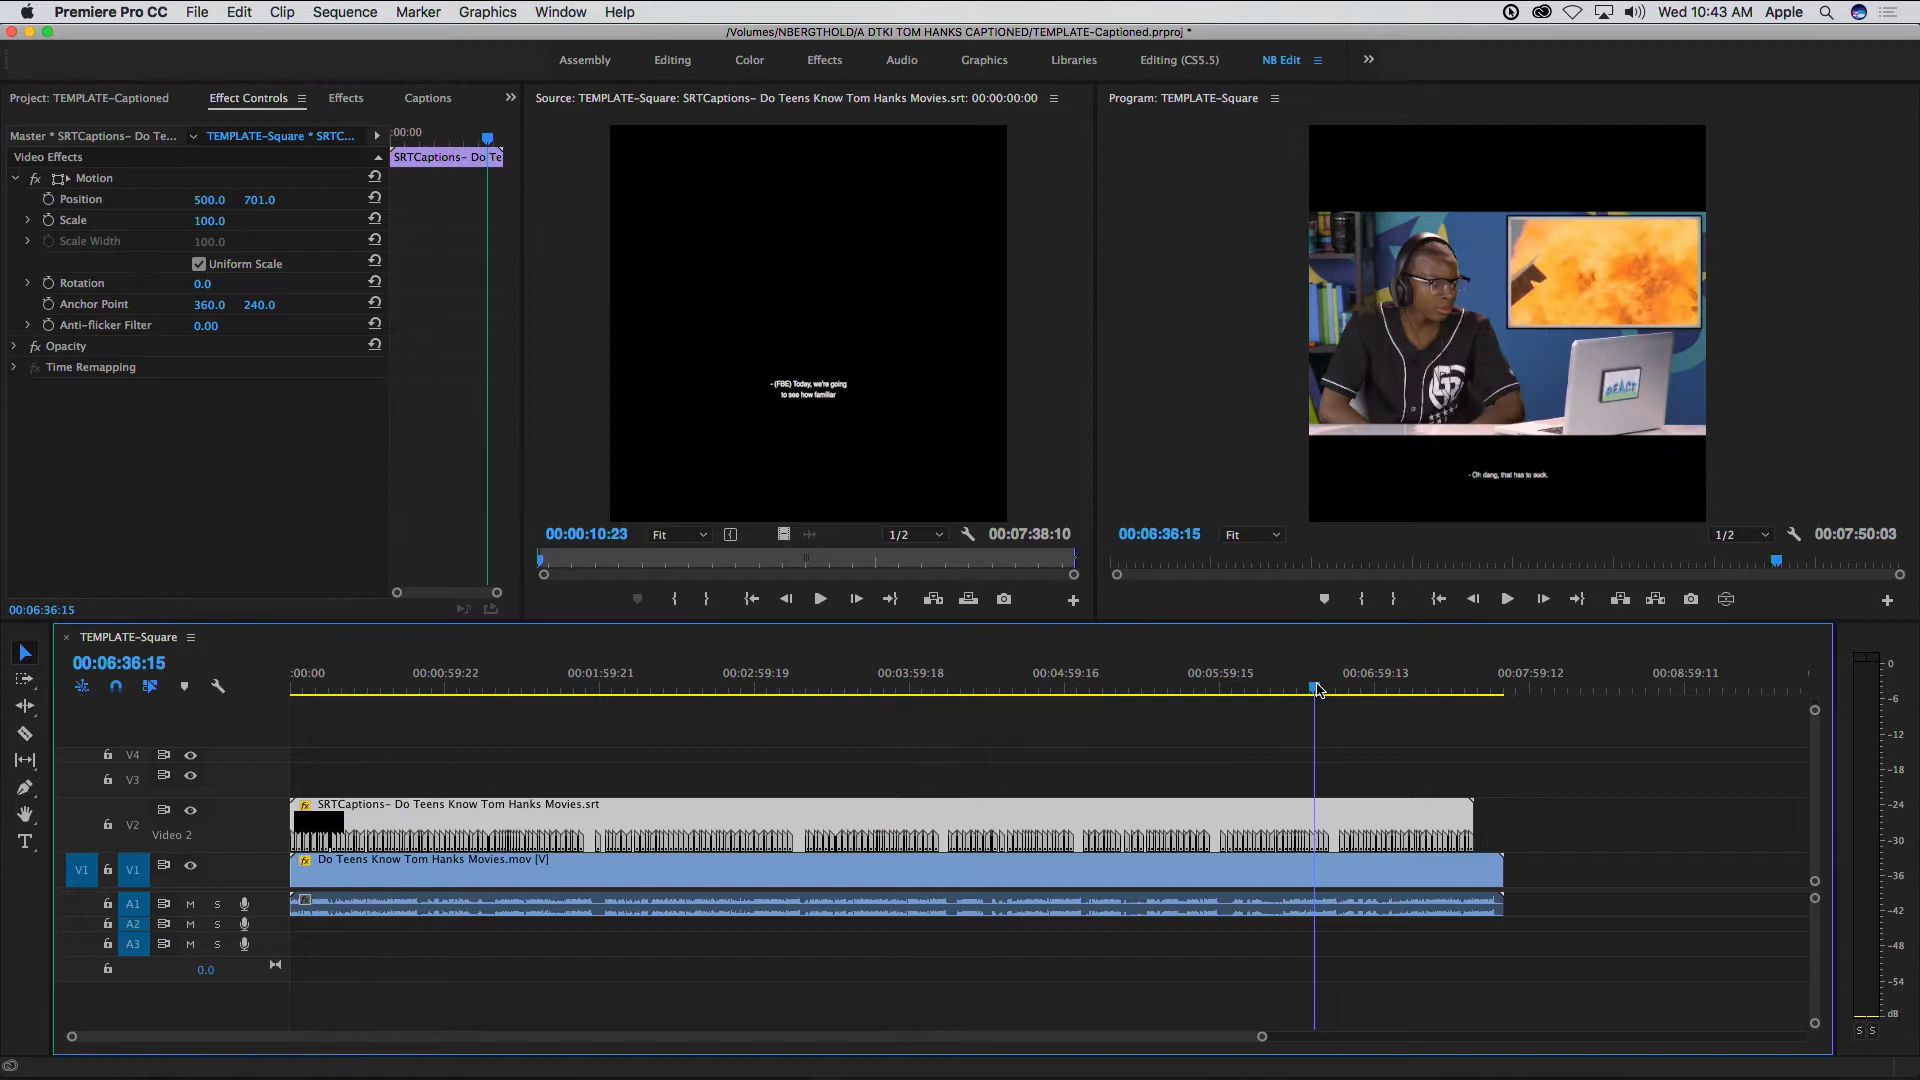 Premiere Pro CC File Edit Clip Sequence Marker Graphics Window Help Wed 10:43 AM Apple
/Volumes/NBERGTHOLD/A DTKI TOM HANKS CAPTIONED/TEMPLATE-Captioned.prproj *
Assembly Editing Color Effects Audio Graphics Libraries Editing (CS5.5) NB Edit
Project: TEMPLATE-Captioned Effect Controls Effects Captions
Source: TEMPLATE-Square: SRTCaptions- Do Teens Know Tom Hanks Movies.srt: 00:00:00:00
Program: TEMPLATE-Square
Master * SRTCaptions- Do Te... TEMPLATE-Square * SRTC... :00:00
Video Effects SRTCaptions- Do Te
fx Motion
Position 500.0 701.0
Scale 100.0
Scale Width 100.0
Uniform Scale
Rotation 0.0
Anchor Point 360.0 240.0
Anti-flicker Filter 0.00
fx Opacity
fx Time Remapping
- (FBE) Today, we're going
to see how familiar
REACT
- Oh dang, that has to suck.
00:00:10:23 Fit 1/2 00:07:38:10
00:06:36:15 Fit 1/2 00:07:50:03
00:06:36:15
TEMPLATE-Square
00:06:36:15
:00:00 00:00:59:22 00:01:59:21 00:02:59:19 00:03:59:18 00:04:59:16 00:05:59:15 00:06:59:13 00:07:59:12 00:08:59:11
V4
V3
fx SRTCaptions- Do Teens Know Tom Hanks Movies.srt
V2
Video 2
V1 V1 fx Do Teens Know Tom Hanks Movies.mov [V]
A1 M S fx
A2 M S
A3 M S
0.0
0
-6
-12
-18
-24
-30
-36
-42
-48
-54
dB
S S